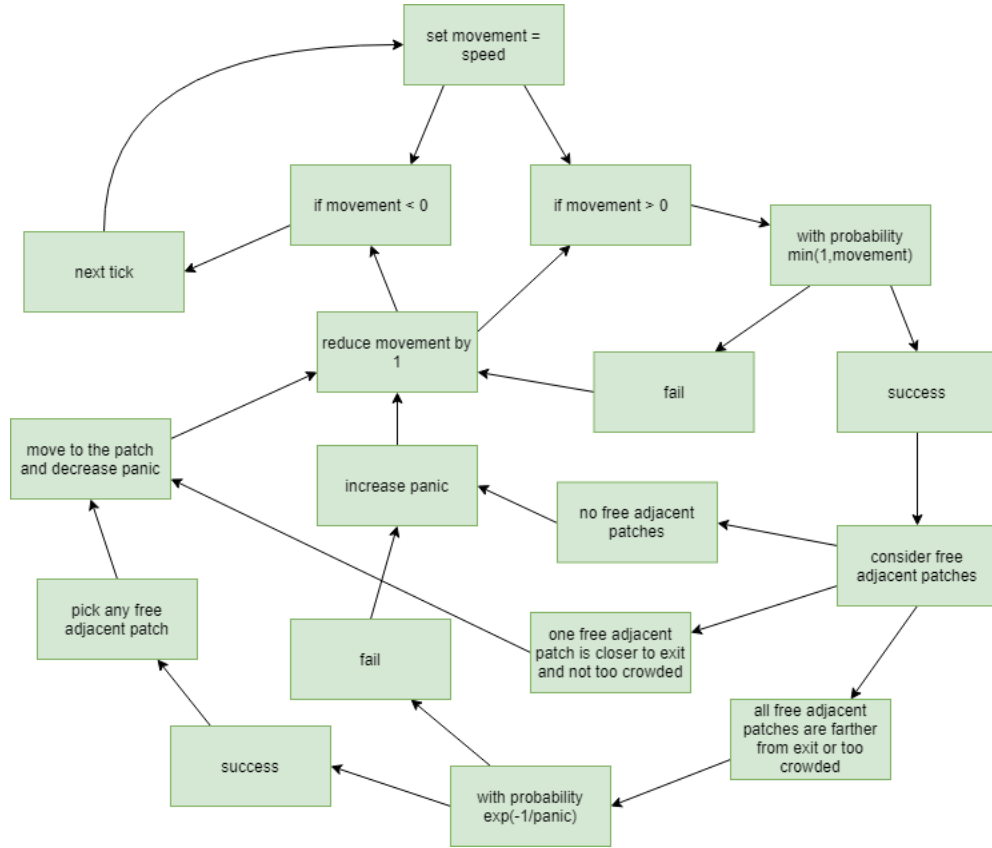 set movement =
speed
if movement < 0
if movement > 0
with probability
min(1,movement)
next tick
reduce movement by
1
fail
success
move to the patch
and decrease panic
increase panic
no free adjacent
patches
consider free
adjacent patches
pick any free
adjacent patch
fail
one free adjacent
patch is closer to exit
and not too crowded
all free adjacent
patches are farther
from exit or too
crowded
success
with probability
exp(-1/panic)